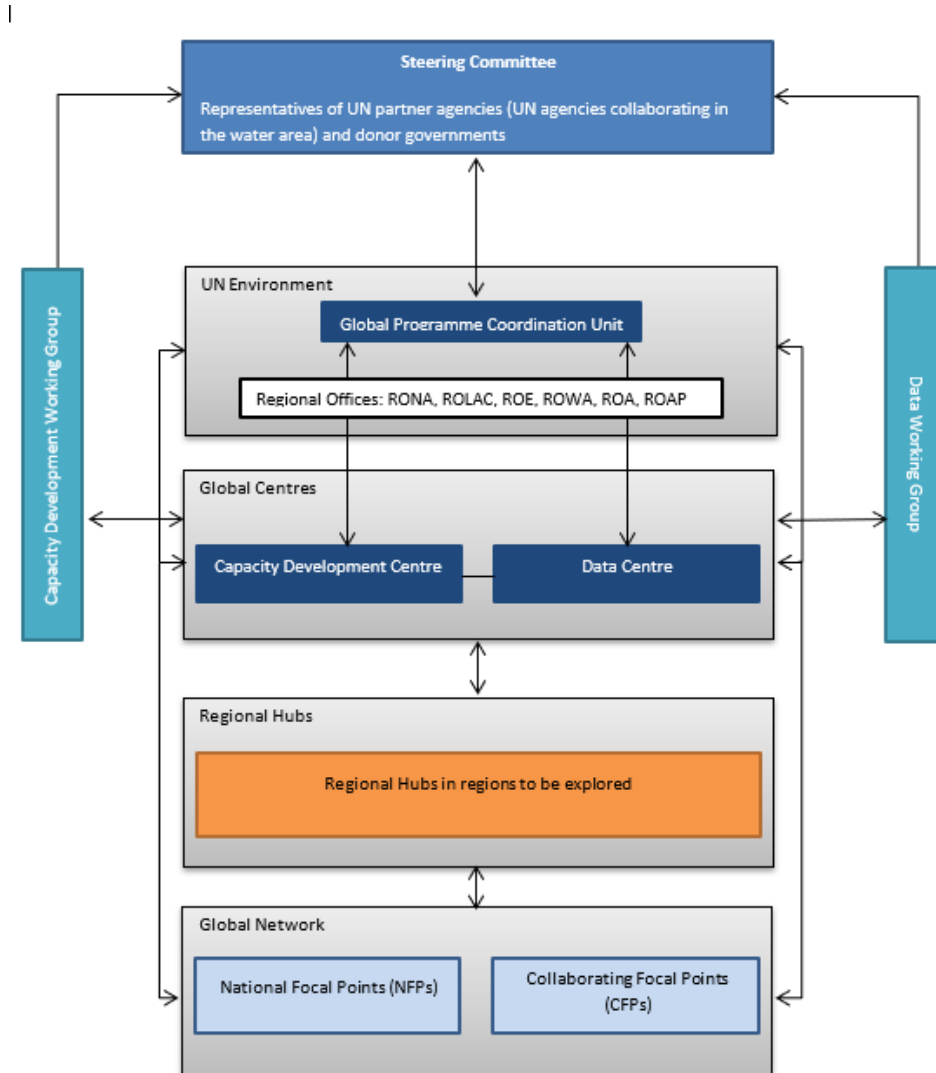 Steering Committee
Representatives of UN partner agencies (UN agencies collaborating in
the water area) and donor governments
Capacity Development Working Group
Data Working Group
UN Environment
Global Programme Coordination Unit
Regional Offices: RONA, ROLAC, ROE, ROWA, ROA, ROAP
Global Centres
Capacity Development Centre
Data Centre
Regional Hubs
Regional Hubs in regions to be explored
Global Network
National Focal Points (NFPs)
Collaborating Focal Points
(CFPs)